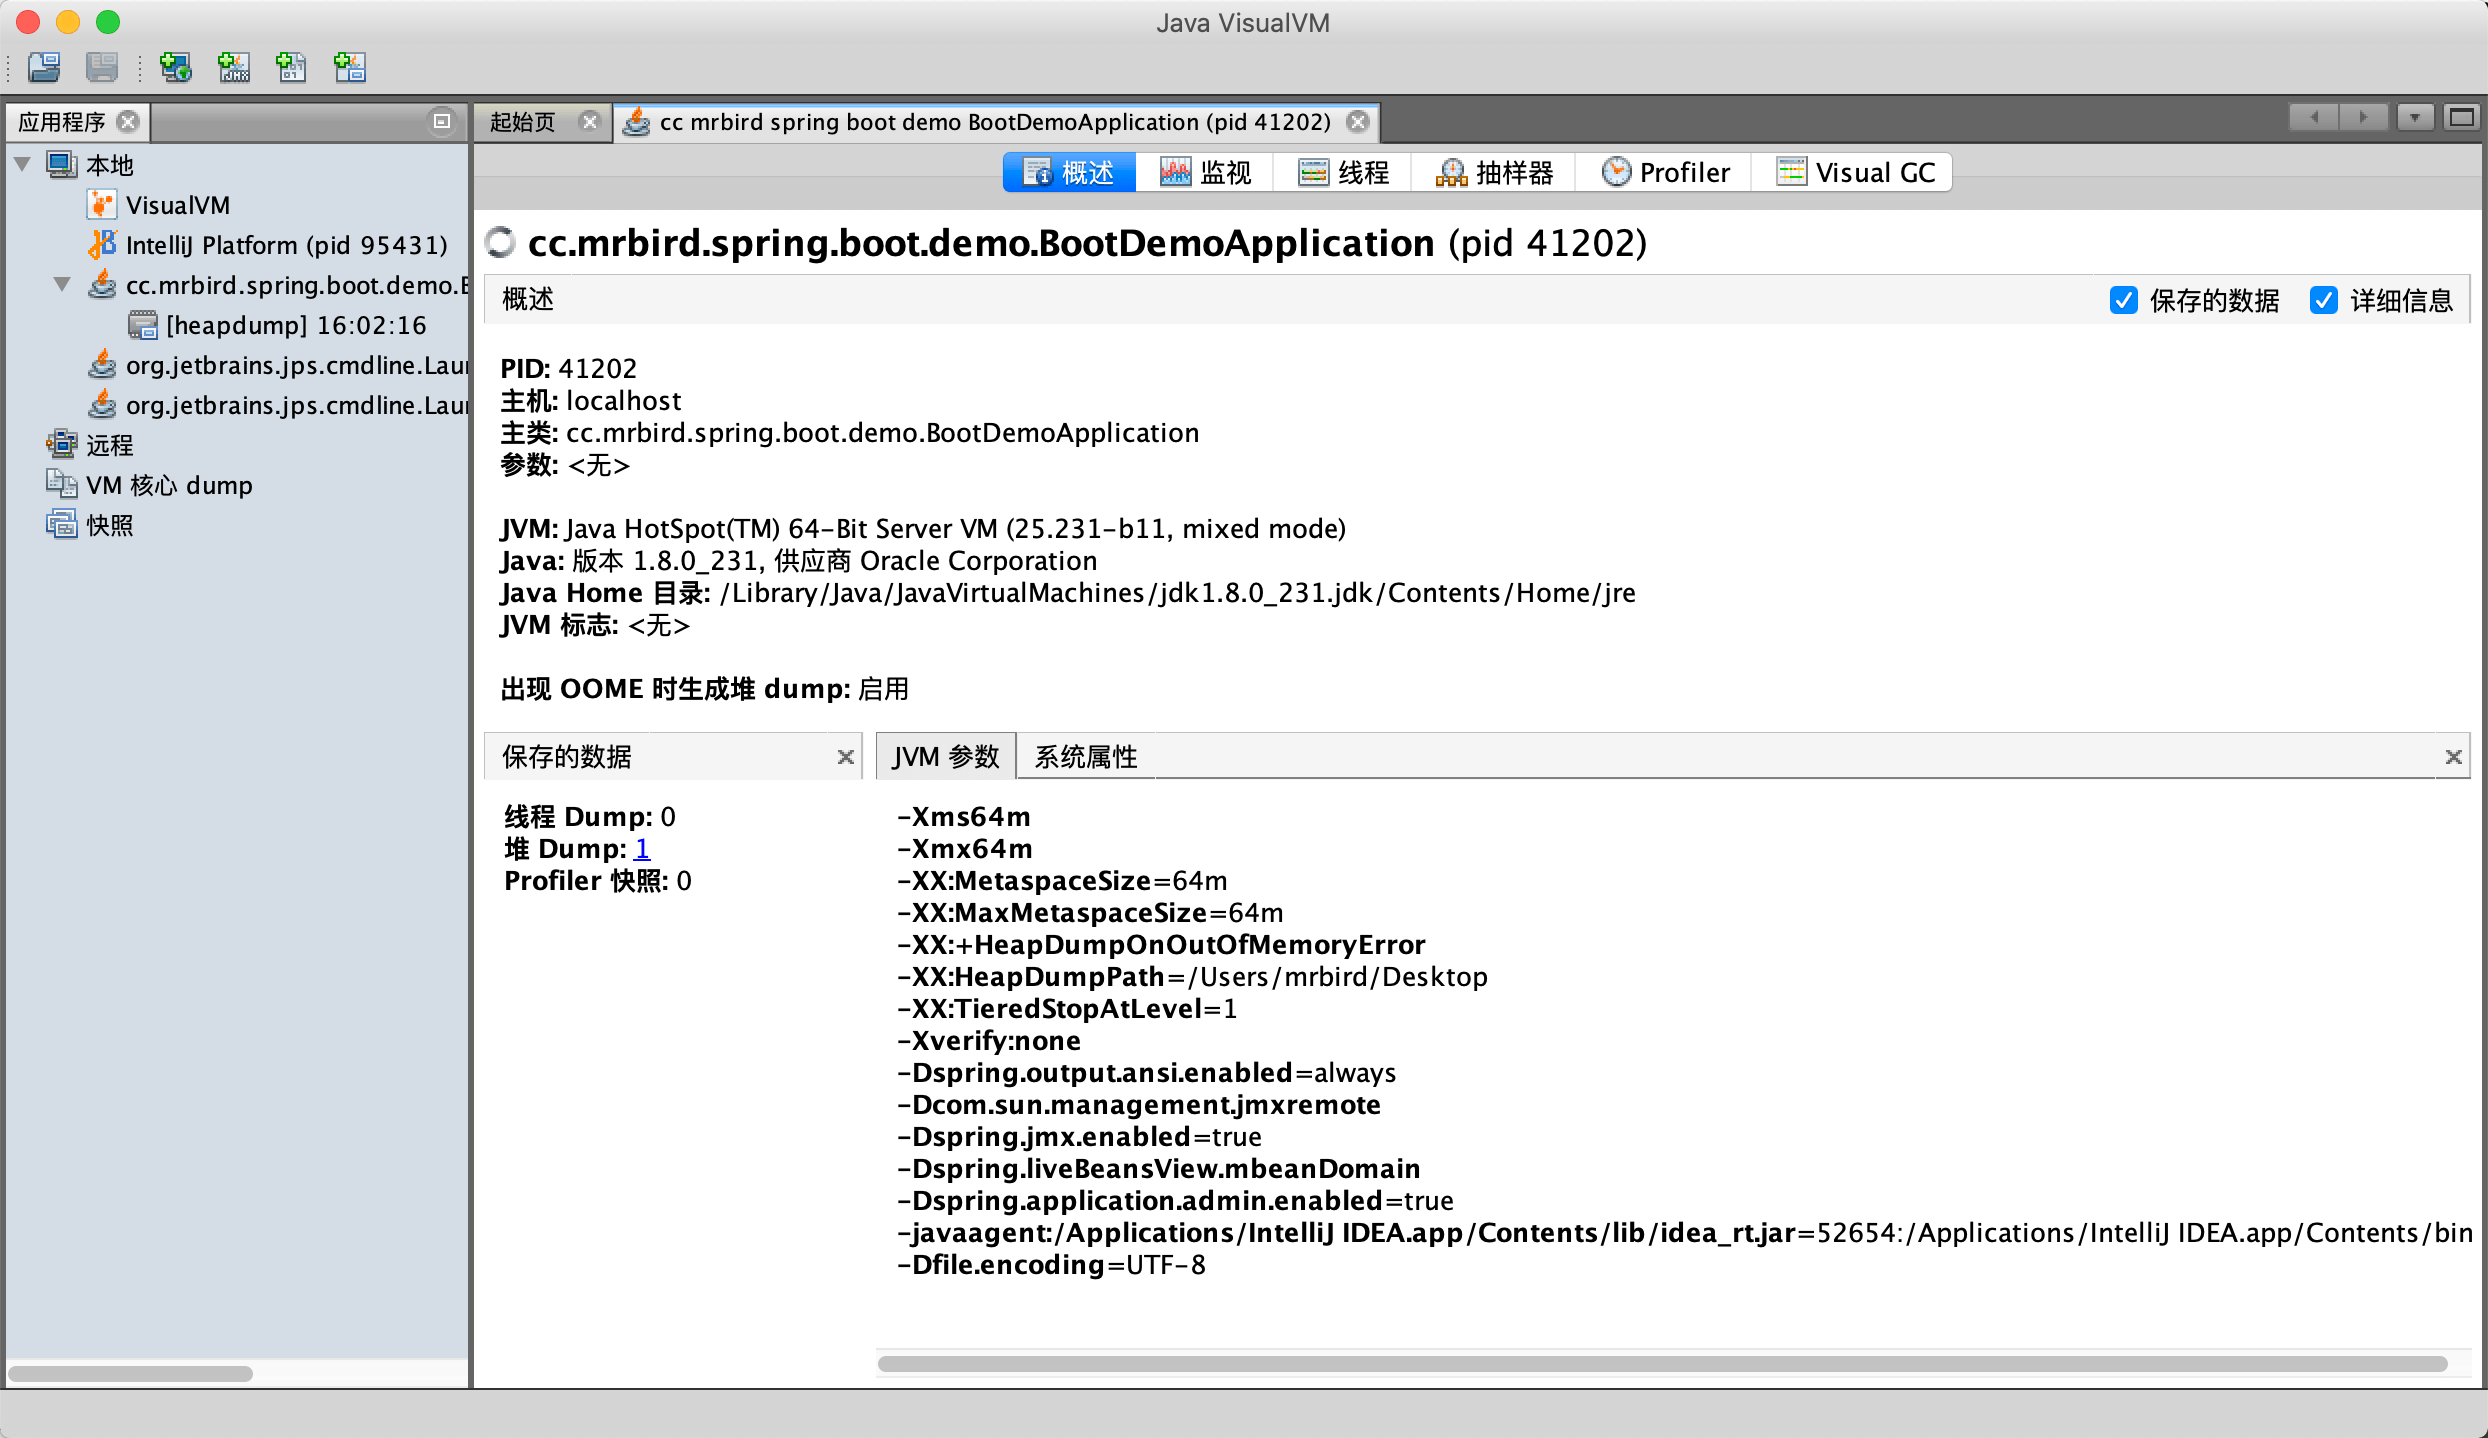 Java VisualVM
应用程序
起始页
cc mrbird spring boot demo BootDemoApplication (pid 41202)
本地
VisualVM
IntelliJ Platform (pid 95431)
cc.mrbird.spring.boot.demo.B
[heapdump] 16:02:16
org.jetbrains.jps.cmdline.Lau
org.jetbrains.jps.cmdline.Lau
远程
VM 核心 dump
快照
概述
监视
线程
抽样器
Profiler
Visual GC
cc.mrbird.spring.boot.demo.BootDemoApplication (pid 41202)
概述
保存的数据
详细信息
PID: 41202
主机: localhost
主类: cc.mrbird.spring.boot.demo.BootDemoApplication
参数: <无>
JVM: Java HotSpot(TM) 64-Bit Server VM (25.231-b11, mixed mode)
Java: 版本 1.8.0_231, 供应商 Oracle Corporation
Java Home 目录: /Library/Java/JavaVirtualMachines/jdk1.8.0_231.jdk/Contents/Home/jre
JVM 标志: <无>
出现 OOME 时生成堆 dump: 启用
保存的数据
线程 Dump: 0
堆 Dump: 1
Profiler 快照: 0
JVM 参数
系统属性
-Xms64m
-Xmx64m
-XX:MetaspaceSize=64m
-XX:MaxMetaspaceSize=64m
-XX:+HeapDumpOnOutOfMemoryError
-XX:HeapDumpPath=/Users/mrbird/Desktop
-XX:TieredStopAtLevel=1
-Xverify:none
-Dspring.output.ansi.enabled=always
-Dcom.sun.management.jmxremote
-Dspring.jmx.enabled=true
-Dspring.liveBeansView.mbeanDomain
-Dspring.application.admin.enabled=true
-javaagent:/Applications/IntelliJ IDEA.app/Contents/lib/idea_rt.jar=52654:/Applications/IntelliJ IDEA.app/Contents/bin
-Dfile.encoding=UTF-8